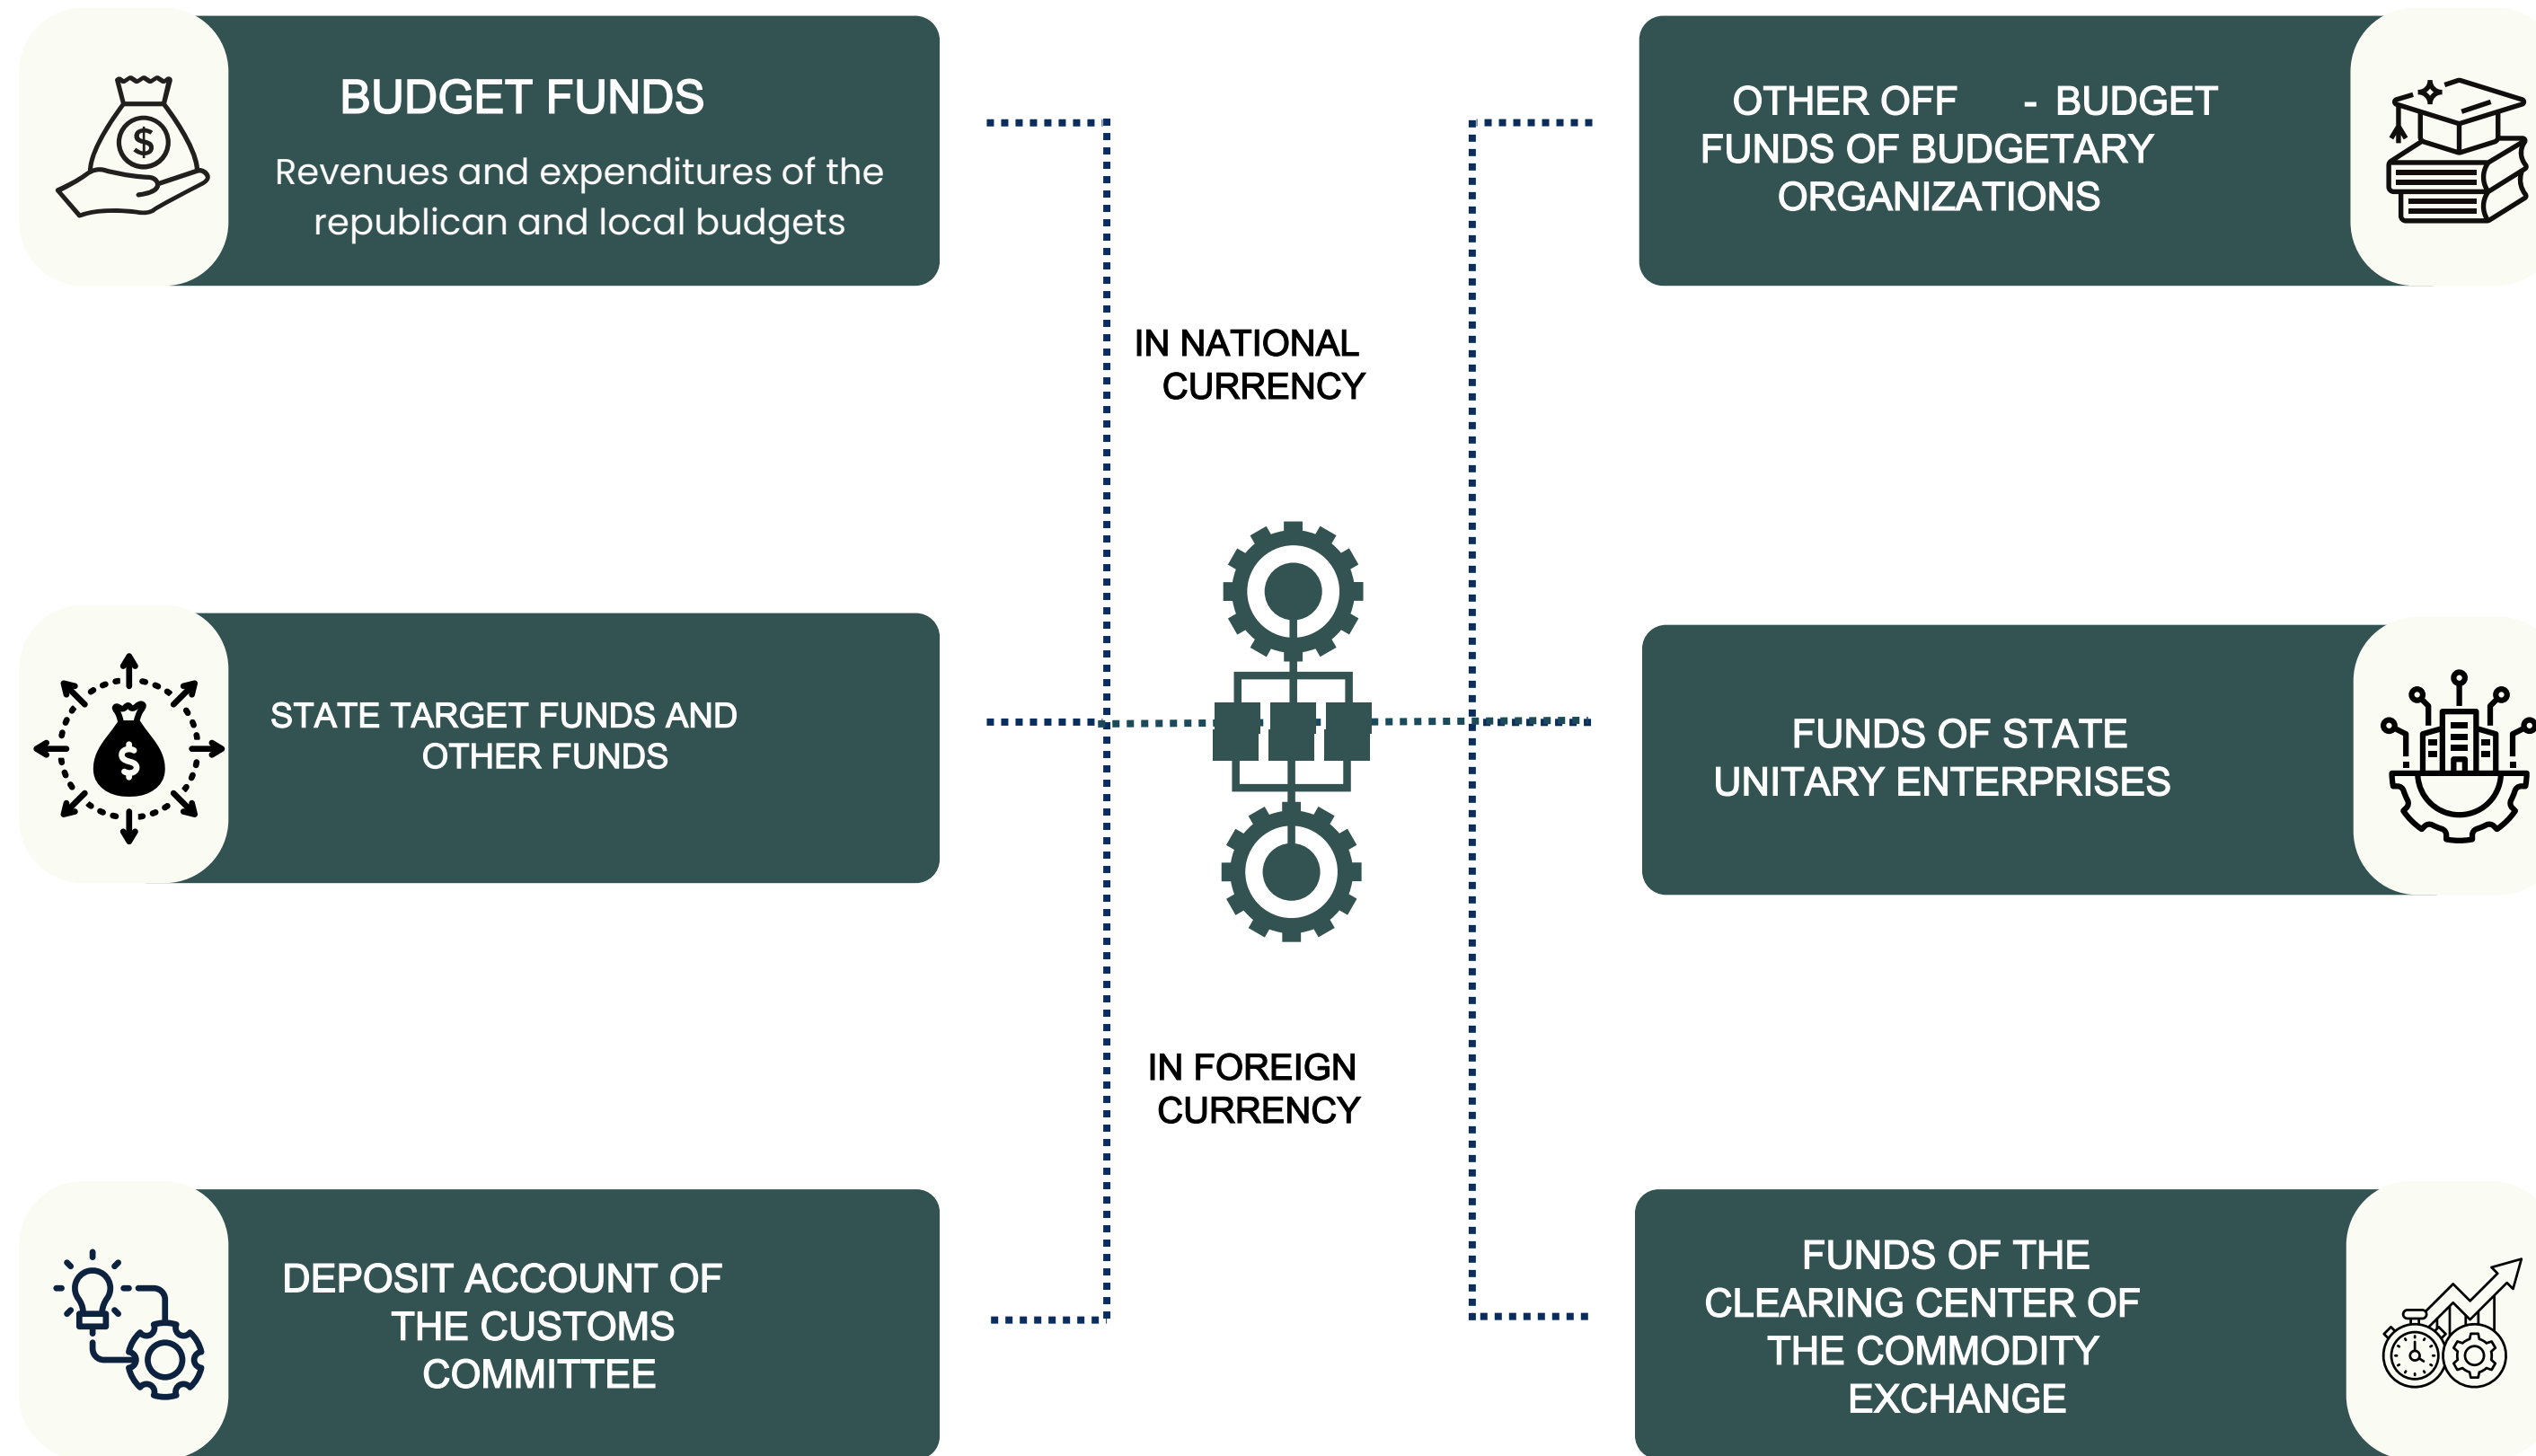 BUDGET FUNDS
Revenues and expenditures of the
republican and local budgets
STATE TARGET FUNDS AND
OTHER FUNDS
DEPOSIT ACCOUNT OF
THE CUSTOMS
COMMITTEE
IN NATIONAL
CURRENCY
IN FOREIGN
CURRENCY
OTHER OFF - BUDGET
FUNDS OF BUDGETARY
ORGANIZATIONS
FUNDS OF STATE
UNITARY ENTERPRISES
FUNDS OF THE
CLEARING CENTER OF
THE COMMODITY
EXCHANGE